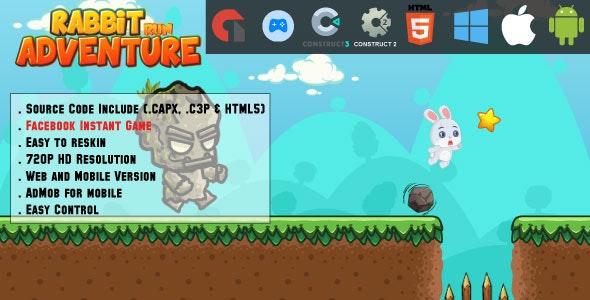 RABBIT RUN
ADVENTURE
CONSTRUCT 3
CONSTRUCT 2
HTML
5
. Source Code Include (.CAPX, .C3P & HTML5)
. Facebook Instant Game
. Easy to reskin
. 720P HD Resolution
. Web and Mobile Version
. AdMob for mobile
. Easy Control